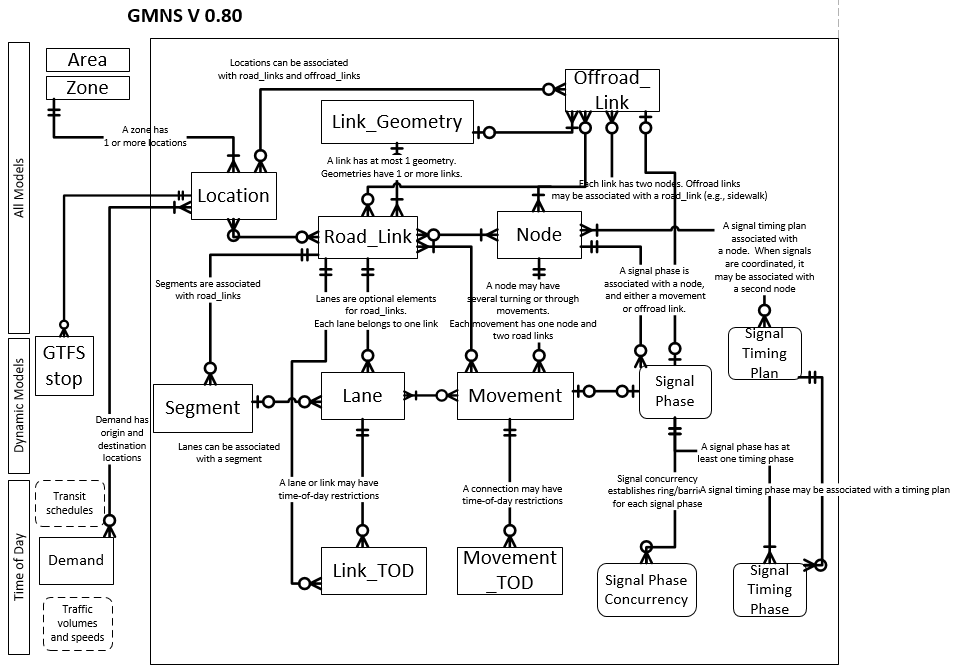 GMNS V 0.80
All Models
Dynamic Models
Time of Day
Area
Zone
A zone has
1 or more locations
Locations can be associated
with road_links and offroad_links
Offroad_
Link
Link_Geometry
A link has at most 1 geometry.
Geometries have 1 or more links.
Each link has two nodes. Offroad links
may be associated with a road_link (e.g., sidewalk)
Location
Road_Link
Node
A signal timing plan
associated with
a node. When signals
are coordinated, it
may be associated with
a second node
Segments are associated
with road_links
Lanes are optional elements
for road_links.
Each lane belongs to one link
A node may have
several turning or through
movements.
Each movement has one node and
two road links
A signal phase is
associated with a node,
and either a movement
or offroad link.
GTFS
stop
Signal
Timing
Plan
Segment
Lane
Movement
Signal
Phase
Demand has
origin and
destination
locations
Lanes can be associated
with a segment
A signal phase has at
least one timing phase
A lane or link may have
time-of-day restrictions
A connection may have
time-of-day restrictions
Signal concurrency
establishes ring/barri
for each signal phase
A signal timing phase may be associated with a timing plan
Transit
schedules
Demand
Traffic
volumes
and speeds
Link_TOD
Movement
_TOD
Signal Phase
Concurrency
Signal
Timing
Phase